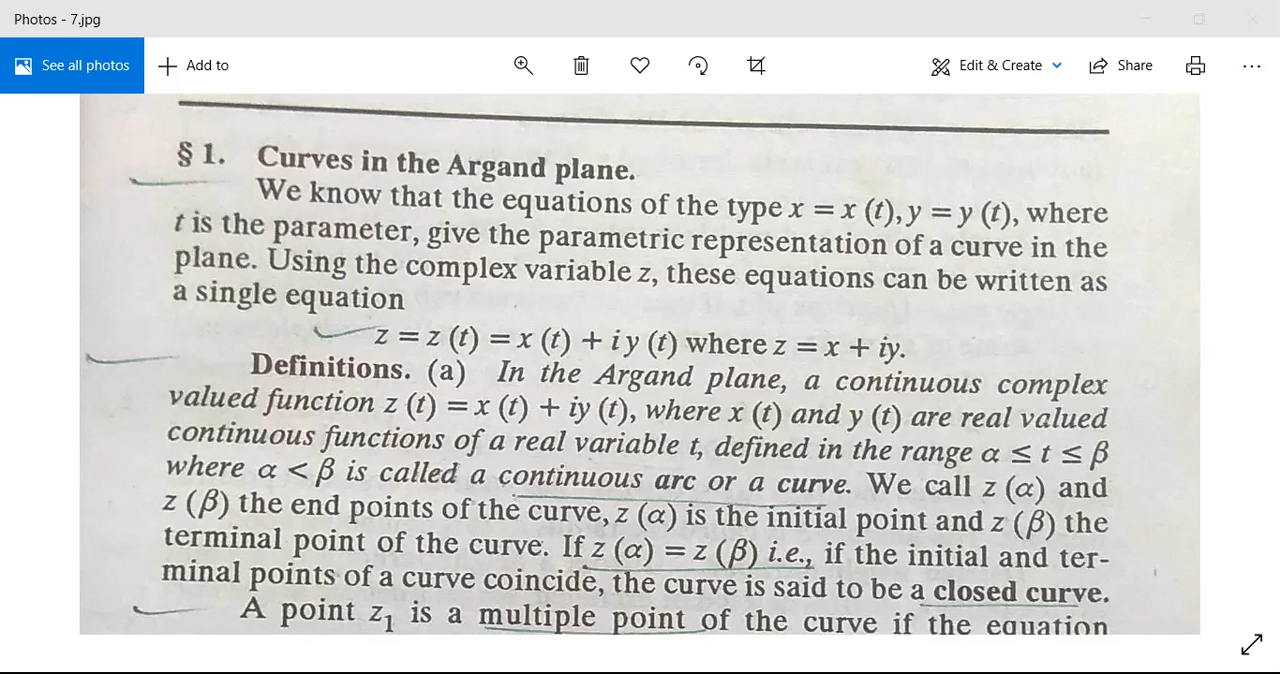 Photos - 7.jpg
See all photos
Add to
Edit & Create
Share
§ 1. Curves in the Argand plane.
We know that the equations of the type x = x (t), y = y (t), where
t is the parameter, give the parametric representation of a curve in the
plane. Using the complex variable z, these equations can be written as
a single equation
z = z (t) = x (t) + i y (t) where z = x + iy.
Definitions. (a) In the Argand plane, a continuous complex
valued function z (t) = x (t) + iy (t), where x (t) and y (t) are real valued
continuous functions of a real variable t, defined in the range α ≤ t ≤ β
where α < β is called a continuous arc or a curve. We call z (α) and
z (β) the end points of the curve, z (α) is the initial point and z (β) the
terminal point of the curve. If z (α) = z (β) i.e., if the initial and ter-
minal points of a curve coincide, the curve is said to be a closed curve.
A point z₁ is a multiple point of the curve if the equation